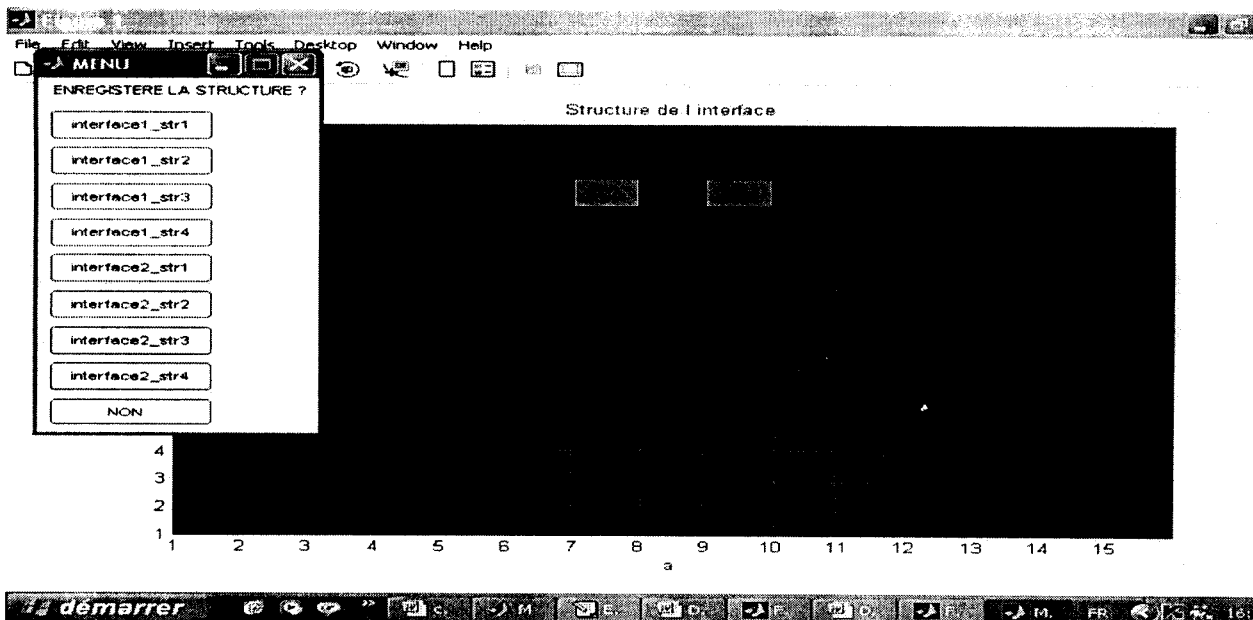 File Edit View Insert Tools Desktop Window Help
MENU
ENREGISTERE LA STRUCTURE ?
interface1_str1
interface1_str2
interface1_str3
interface1_str4
interface2_str1
interface2_str2
interface2_str3
interface2_str4
NON
Structure de l interface
4
3
2
1
1 2 3 4 5 6 7 8 9 10 11 12 13 14 15
a
démarrer » c. M E. D. F. D. F. M. FR 16: